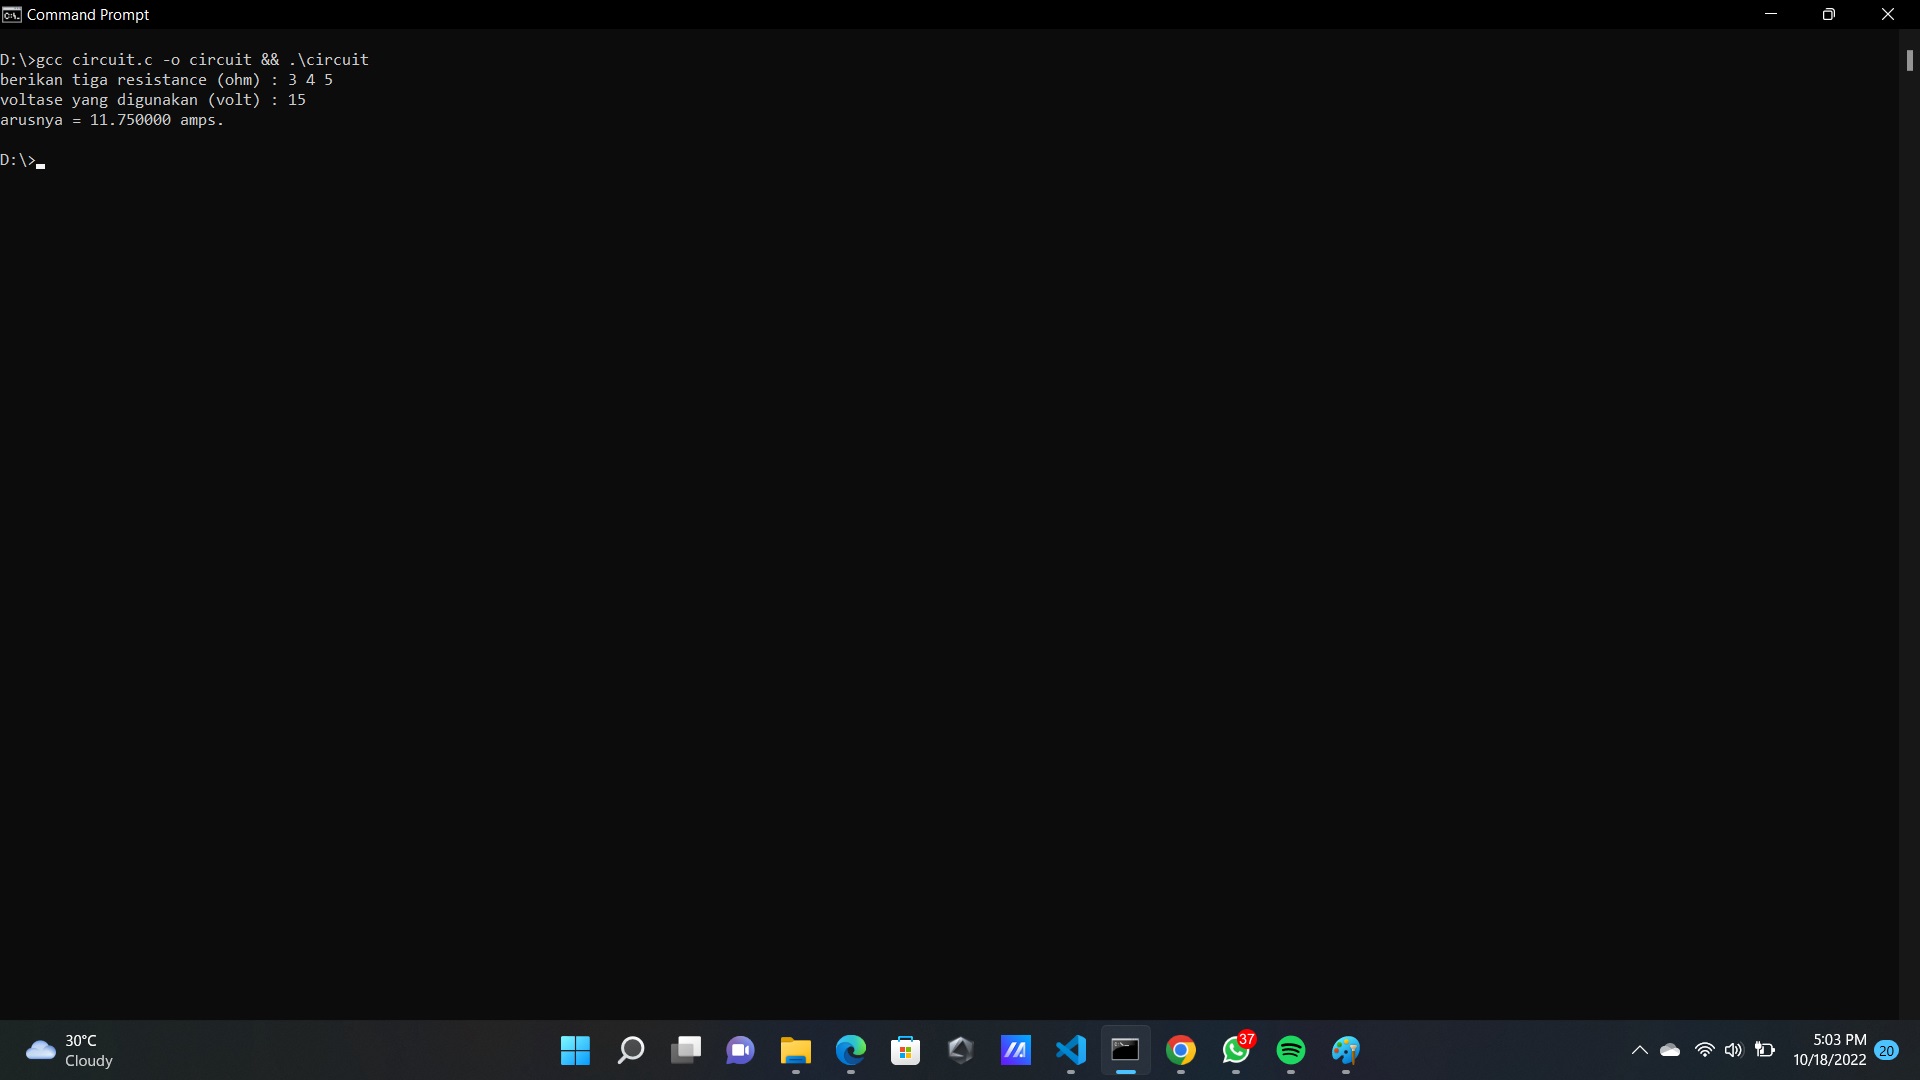 Command Prompt
D:\>gcc circuit.c -o circuit && .\circuit
berikan tiga resistance (ohm) : 3 4 5
voltase yang digunakan (volt) : 15
arusnya = 11.750000 amps.
D:\>
30°C
Cloudy
37
5:03 PM
10/18/2022
20